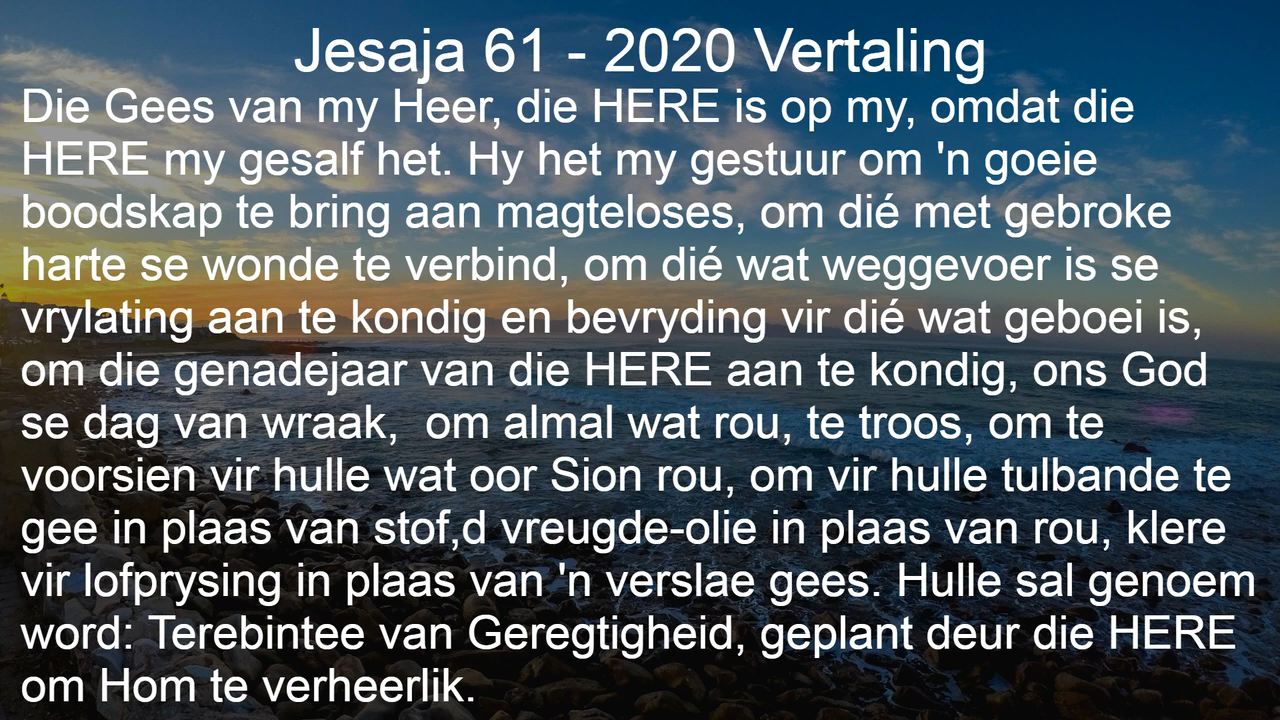 Jesaja 61 - 2020 Vertaling
Die Gees van my Heer, die HERE is op my, omdat die
HERE my gesalf het. Hy het my gestuur om 'n goeie
boodskap te bring aan magteloses, om dié met gebroke
harte se wonde te verbind, om dié wat weggevoer is se
vrylating aan te kondig en bevryding vir dié wat geboei is,
om die genadejaar van die HERE aan te kondig, ons God
se dag van wraak,  om almal wat rou, te troos, om te
voorsien vir hulle wat oor Sion rou, om vir hulle tulbande te
gee in plaas van stof,d vreugde-olie in plaas van rou, klere
vir lofprysing in plaas van 'n verslae gees. Hulle sal genoem
word: Terebintee van Geregtigheid, geplant deur die HERE
om Hom te verheerlik.